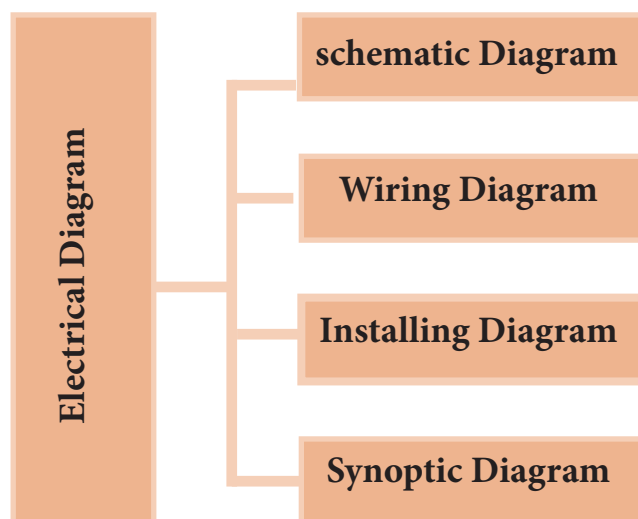 Electrical Diagram
schematic Diagram
Wiring Diagram
Installing Diagram
Synoptic Diagram